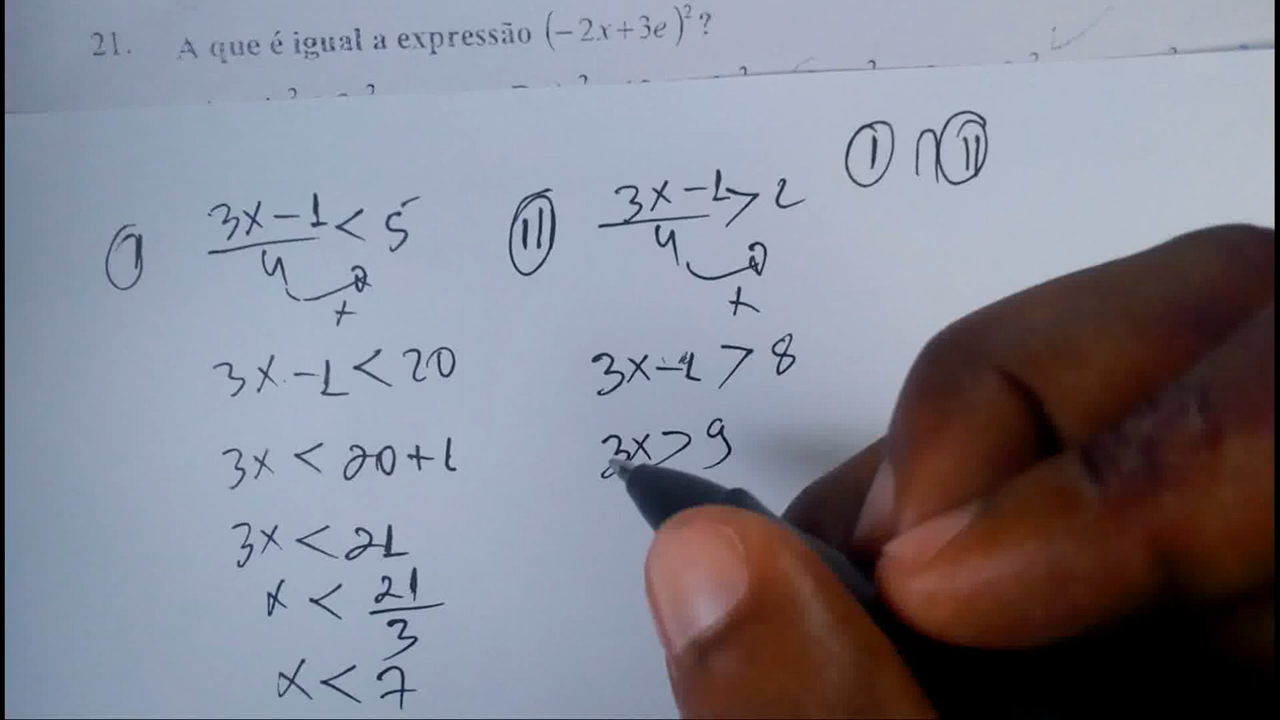 21. A que é igual a expressão (-2x+3e)²?
I ∩ II
I (3x-1)/4 < 5
x
3x-1 < 20
3x < 20+1
3x < 21
x < 21/3
x < 7
II (3x-1)/4 > 2
x
3x-1 > 8
3x > 9